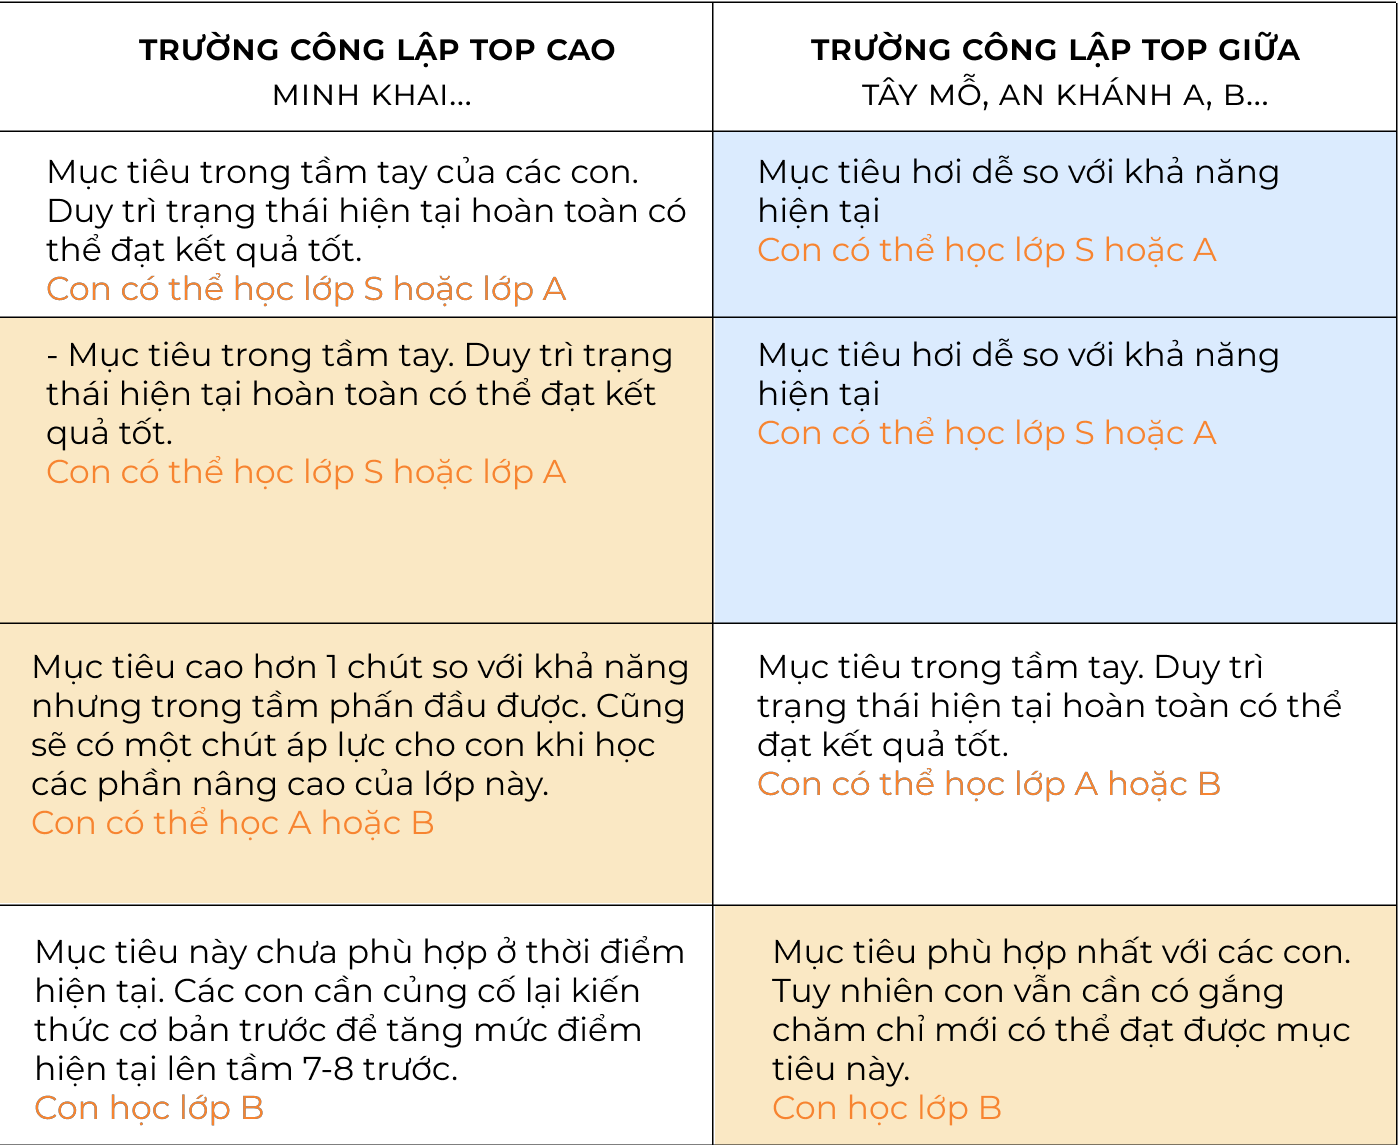 TRƯỜNG CÔNG LẬP TOP CAO
MINH KHAI...
TRƯỜNG CÔNG LẬP TOP GIỮA
TÂY MỖ, AN KHÁNH A, B...
Mục tiêu trong tầm tay của các con.
Duy trì trạng thái hiện tại hoàn toàn có
thể đạt kết quả tốt.
Con có thể học lớp S hoặc lớp A
Mục tiêu hơi dễ so với khả năng
hiện tại
Con có thể học lớp S hoặc A
- Mục tiêu trong tầm tay. Duy trì trạng
thái hiện tại hoàn toàn có thể đạt kết
quả tốt.
Con có thể học lớp S hoặc lớp A
Mục tiêu hơi dễ so với khả năng
hiện tại
Con có thể học lớp S hoặc A
Mục tiêu cao hơn 1 chút so với khả năng
nhưng trong tầm phấn đầu được. Cũng
sẽ có một chút áp lực cho con khi học
các phần nâng cao của lớp này.
Con có thể học A hoặc B
Mục tiêu trong tầm tay. Duy trì
trạng thái hiện tại hoàn toàn có thể
đạt kết quả tốt.
Con có thể học lớp A hoặc B
Mục tiêu này chưa phù hợp ở thời điểm
hiện tại. Các con cần củng cố lại kiến
thức cơ bản trước để tăng mức điểm
hiện tại lên tầm 7-8 trước.
Con học lớp B
Mục tiêu phù hợp nhất với các con.
Tuy nhiên con vẫn cần có gắng
chăm chỉ mới có thể đạt được mục
tiêu này.
Con học lớp B